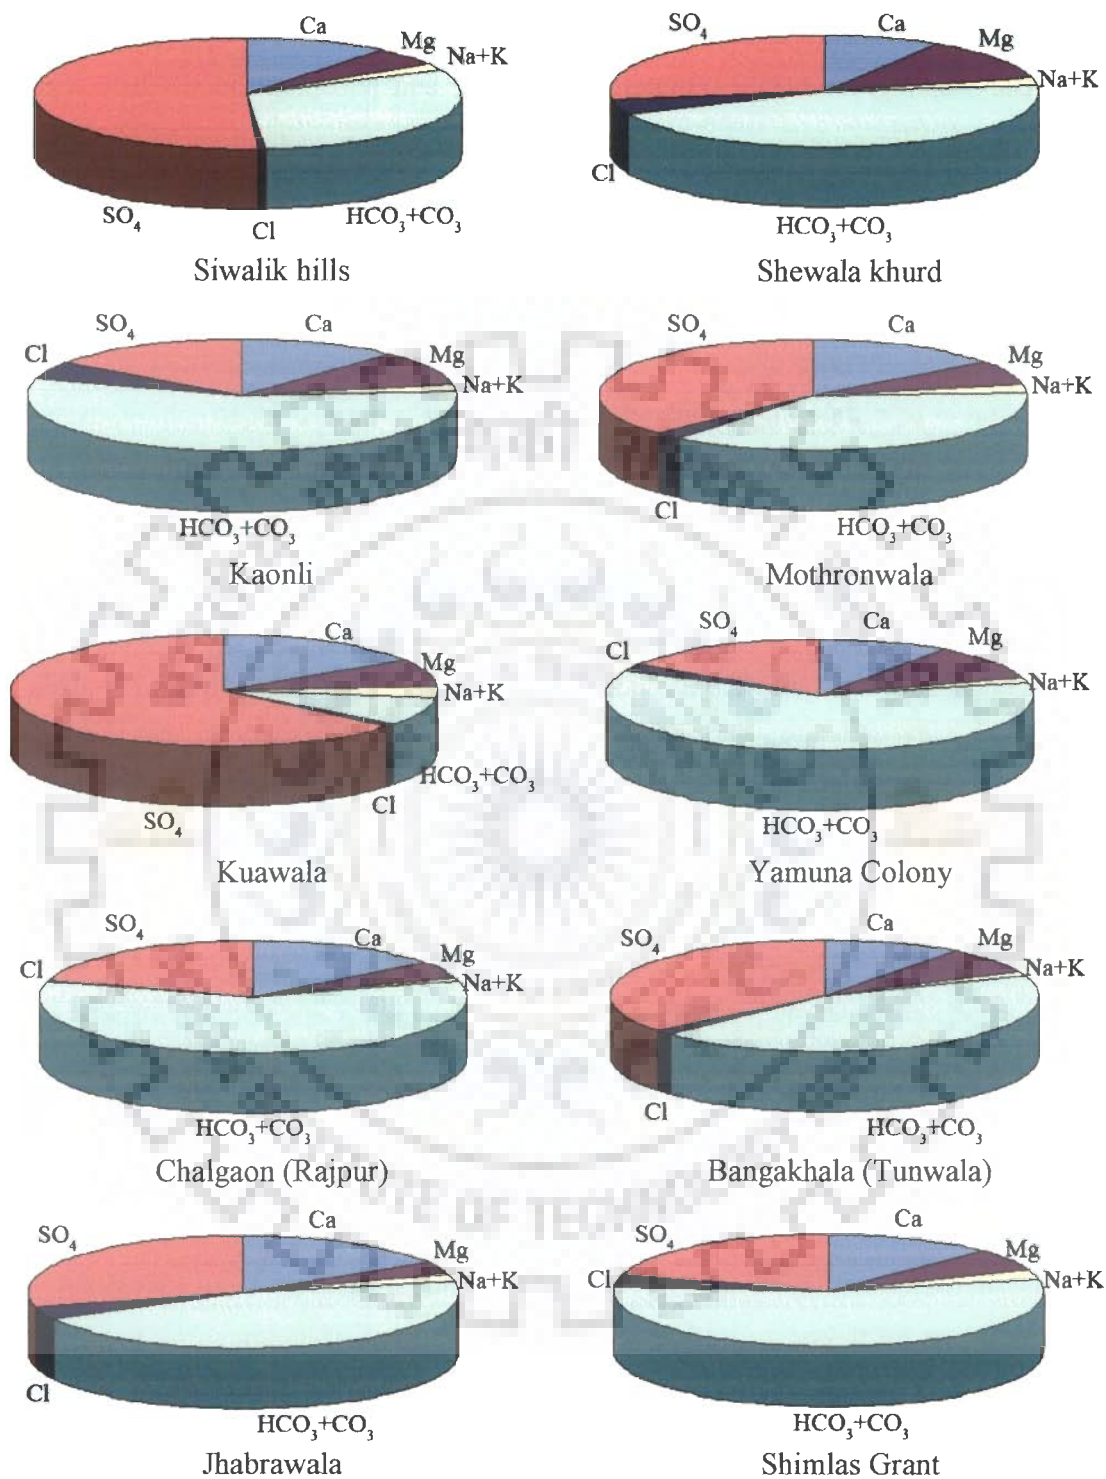 Ca
Mg
Na+K
SO₄
Cl
HCO₃+CO₃
Siwalik hills
SO₄
Ca
Mg
Na+K
Cl
HCO₃+CO₃
Shewala khurd
SO₄
Ca
Cl
Mg
Na+K
HCO₃+CO₃
Kaonli
SO₄
Ca
Mg
Na+K
Cl
HCO₃+CO₃
Mothronwala
Ca
Mg
Na+K
HCO₃+CO₃
Cl
SO₄
Kuawala
SO₄
Ca
Mg
Cl
Na+K
HCO₃+CO₃
Yamuna Colony
SO₄
Ca
Mg
Cl
Na+K
HCO₃+CO₃
Chalgaon (Rajpur)
SO₄
Ca
Mg
Na+K
Cl
HCO₃+CO₃
Bangakhala (Tunwala)
SO₄
Ca
Mg
Na+K
Cl
HCO₃+CO₃
Jhabrawala
SO₄
Ca
Mg
Cl
Na+K
HCO₃+CO₃
Shimlas Grant
OF TECHNO